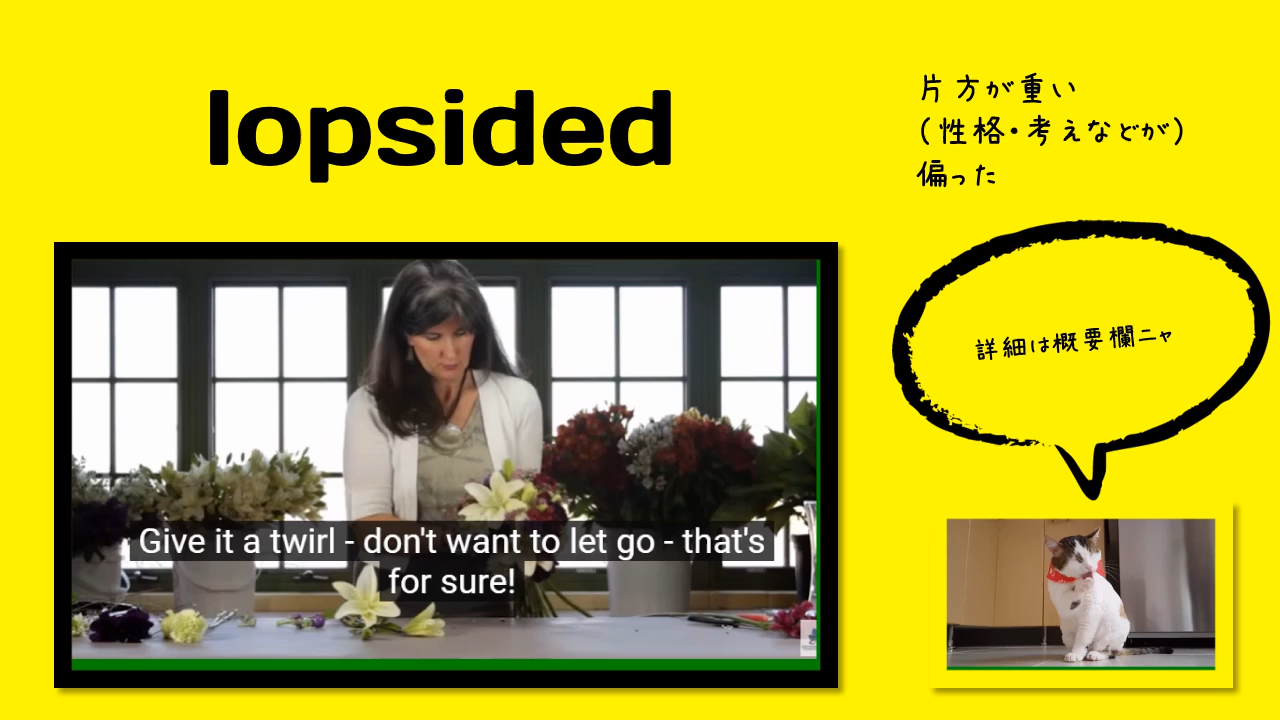 lopsided
片方が重い
(性格・考えなどが)
偏った
詳細は概要欄ニャ
Give it a twirl - don't want to let go - that's
for sure!